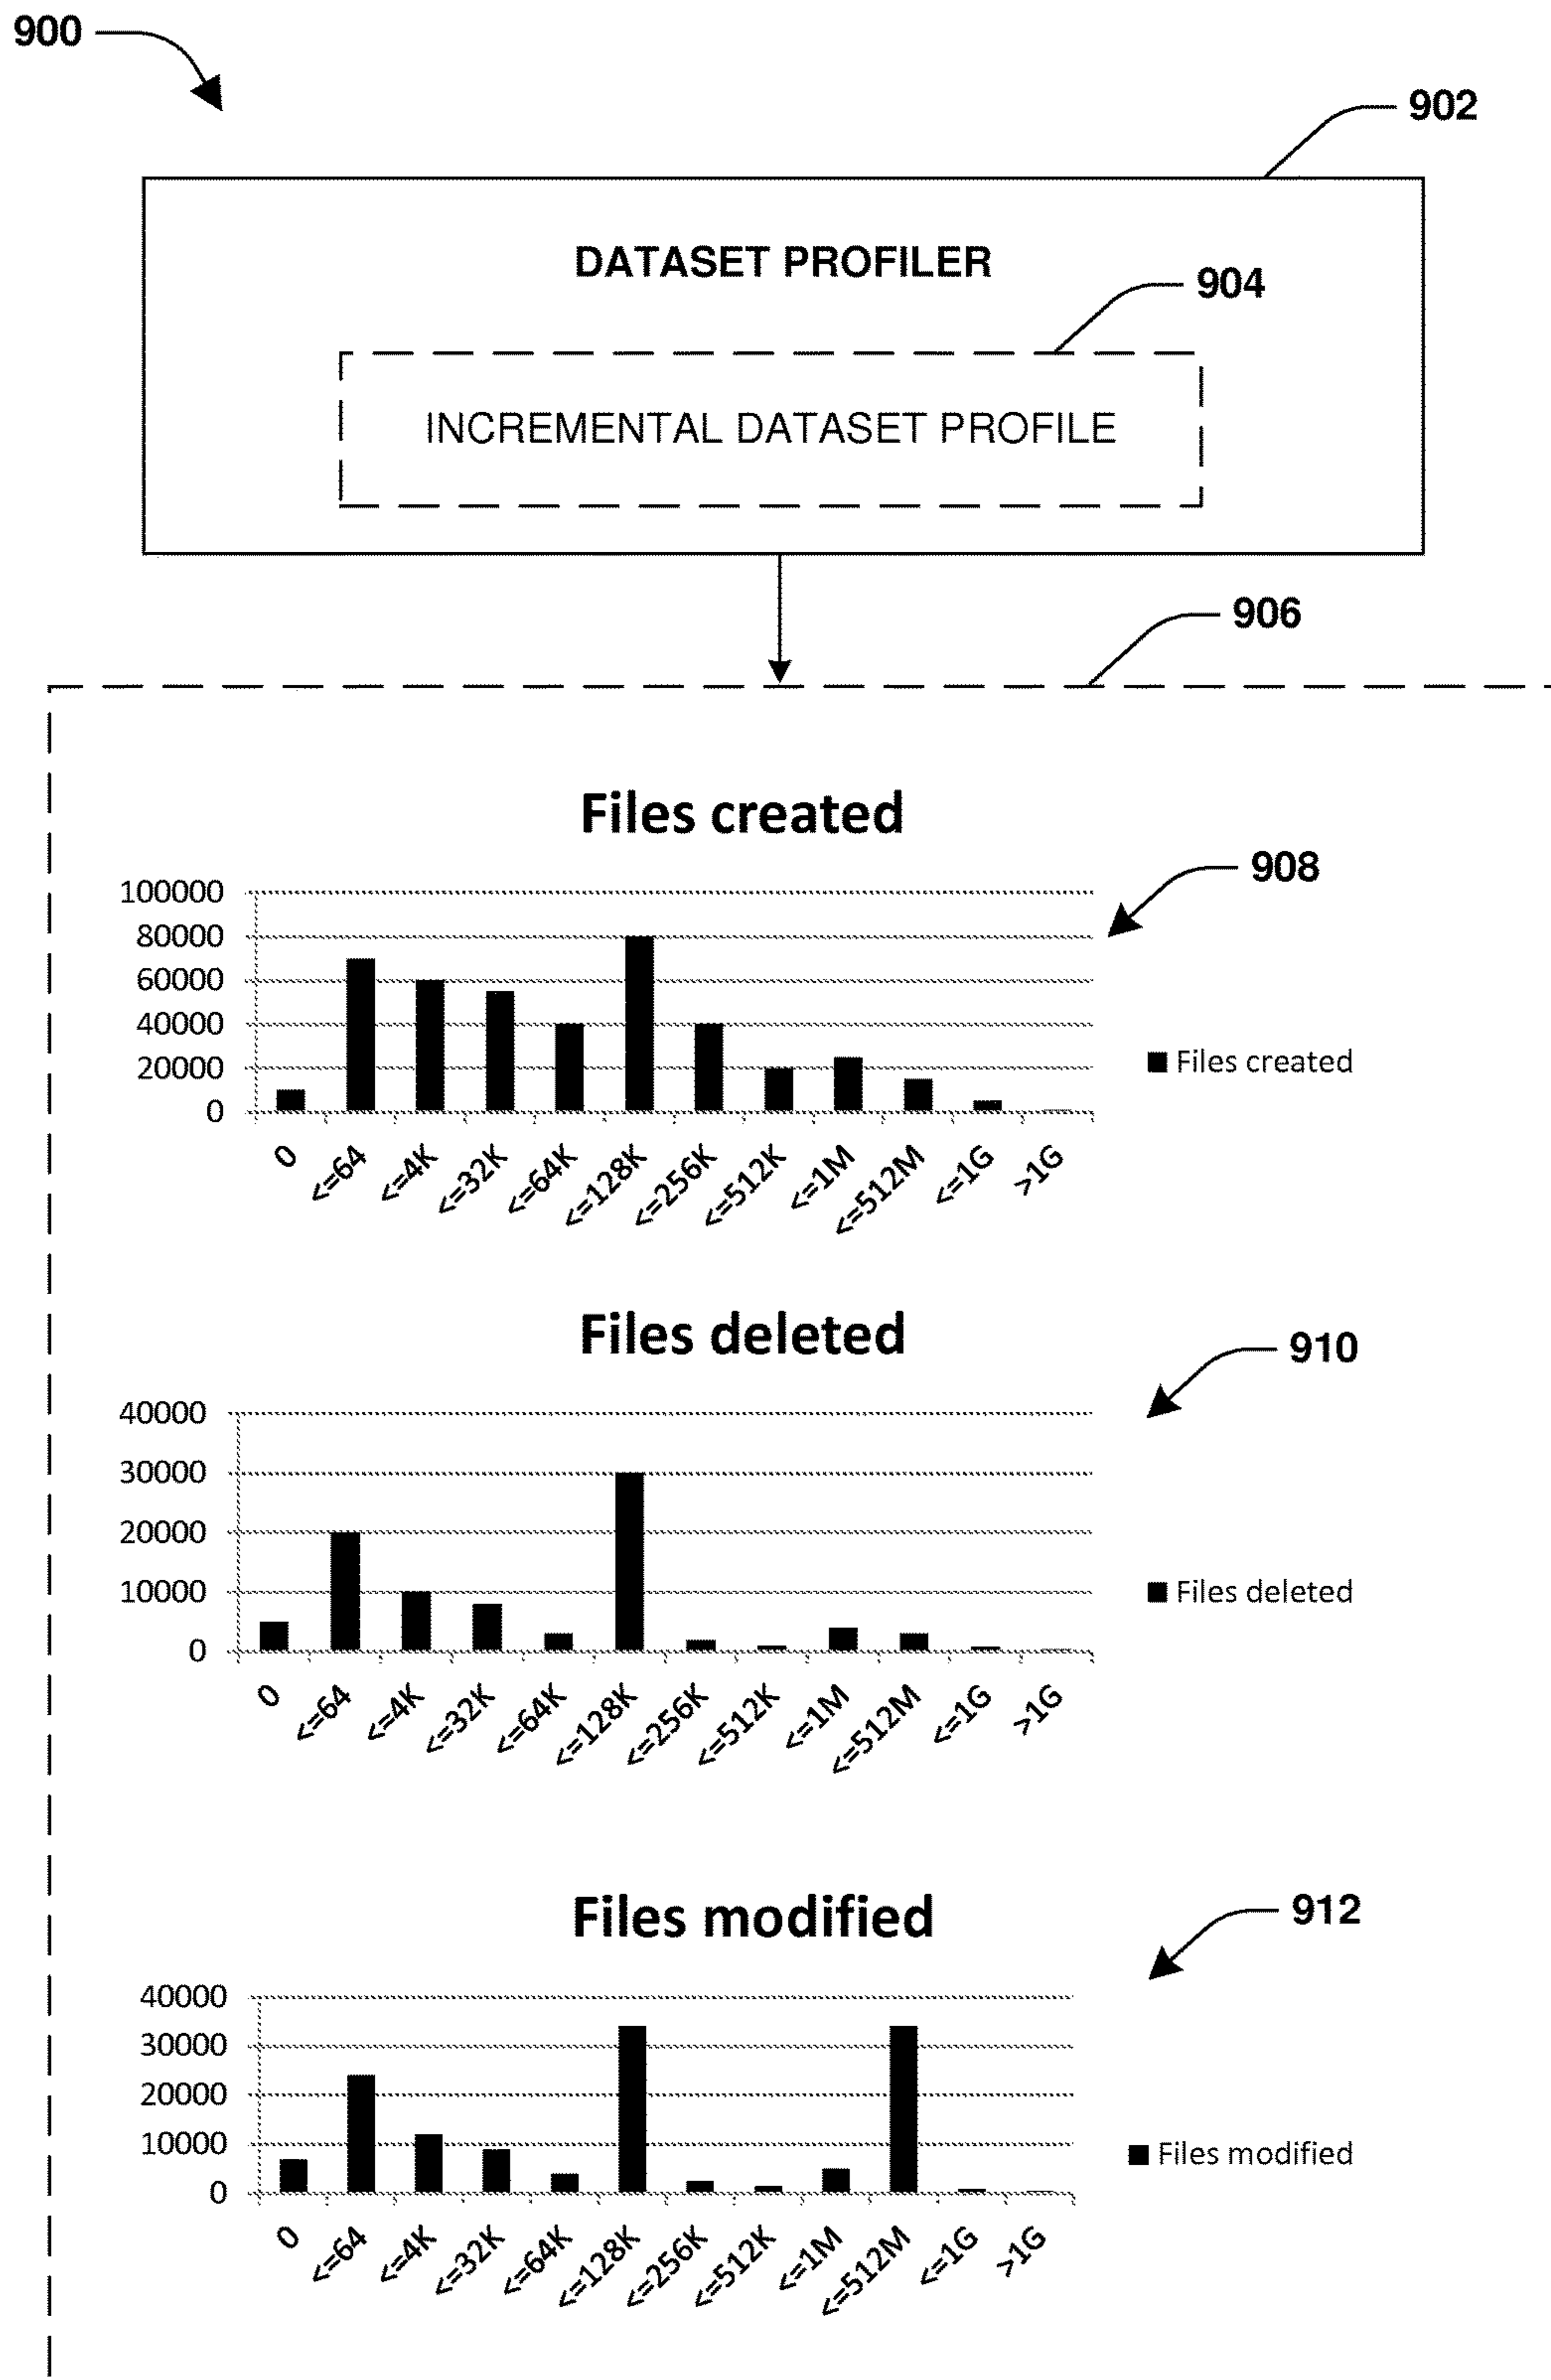 900
902
DATASET PROFILER
904
INCREMENTAL DATASET PROFILE
906
Files created
908
100000
80000
60000
40000
20000
0
0 <=64 <=4K <=32K <=64K <=128K <=256K <=512K <=1M <=512M <=1G >1G
Files created
Files deleted
910
40000
30000
20000
10000
0
0 <=64 <=4K <=32K <=64K <=128K <=256K <=512K <=1M <=512M <=1G >1G
Files deleted
Files modified
912
40000
30000
20000
10000
0
0 <=64 <=4K <=32K <=64K <=128K <=256K <=512K <=1M <=512M <=1G >1G
Files modified